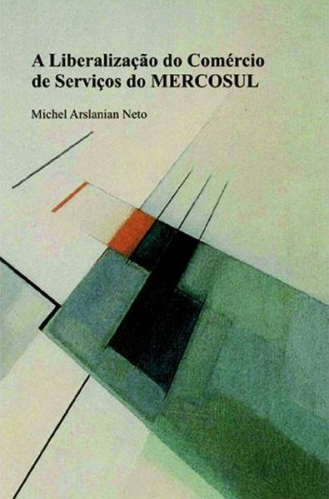 A Liberalização do Comércio
de Serviços do MERCOSUL
Michel Arslanian Neto